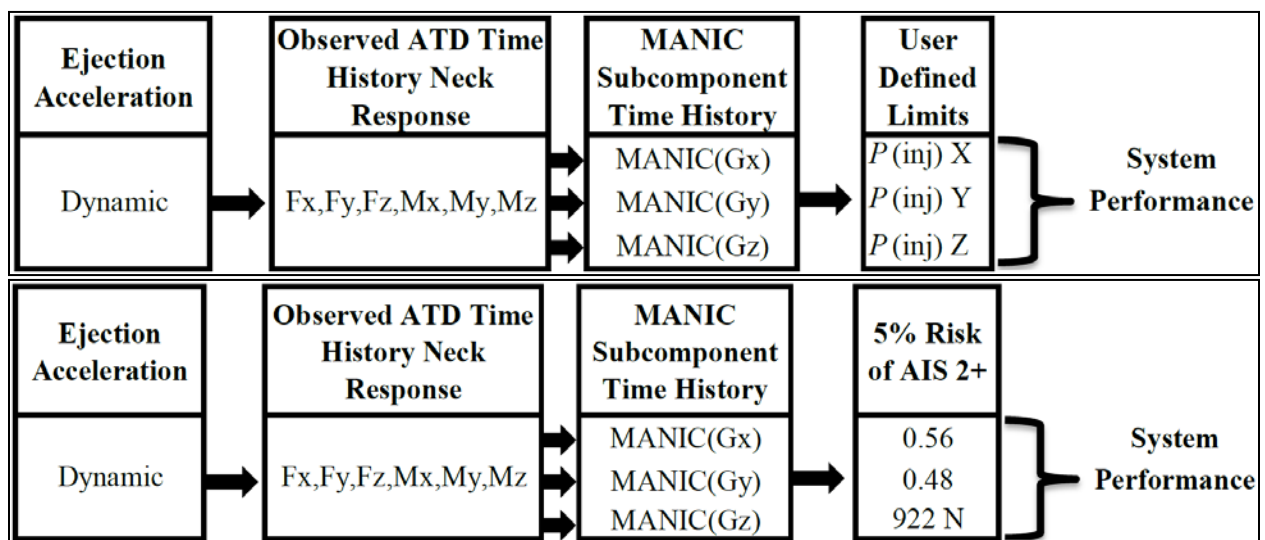 Ejection
Acceleration
Observed ATD Time
History Neck
Response
MANIC
Subcomponent
Time History
User
Defined
Limits
Dynamic
Fx,Fy,Fz,Mx,My,Mz
MANIC(Gx)
MANIC(Gy)
MANIC(Gz)
P (inj) X
P (inj) Y
P (inj) Z
System
Performance
Ejection
Acceleration
Observed ATD Time
History Neck
Response
MANIC
Subcomponent
Time History
5% Risk
of AIS 2+
Dynamic
Fx,Fy,Fz,Mx,My,Mz
MANIC(Gx)
MANIC(Gy)
MANIC(Gz)
0.56
0.48
922 N
System
Performance